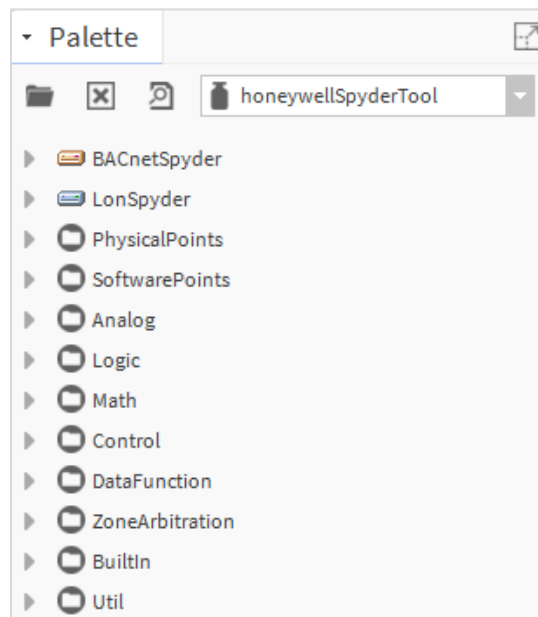 Palette
honeywellSpyderTool
BACnetSpyder
LonSpyder
PhysicalPoints
SoftwarePoints
Analog
Logic
Math
Control
DataFunction
ZoneArbitration
BuiltIn
Util